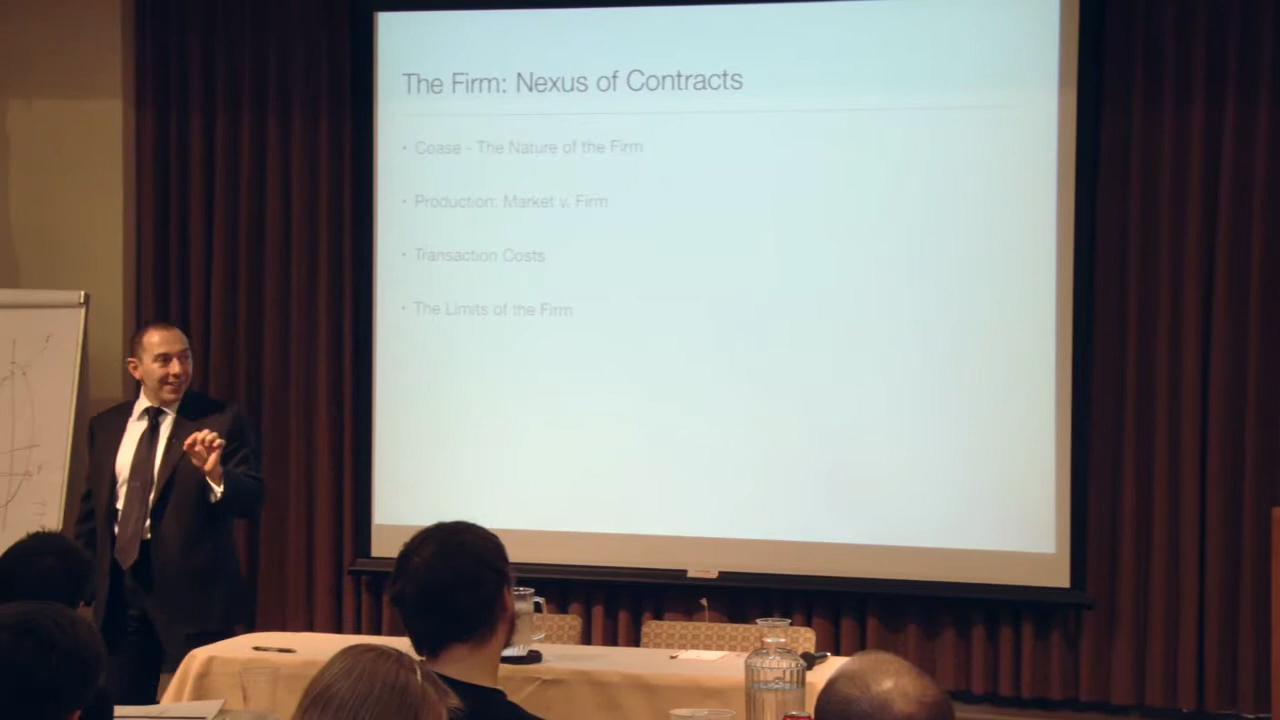 The Firm: Nexus of Contracts
• Coase - The Nature of the Firm
• Production: Market v. Firm
• Transaction Costs
• The Limits of the Firm